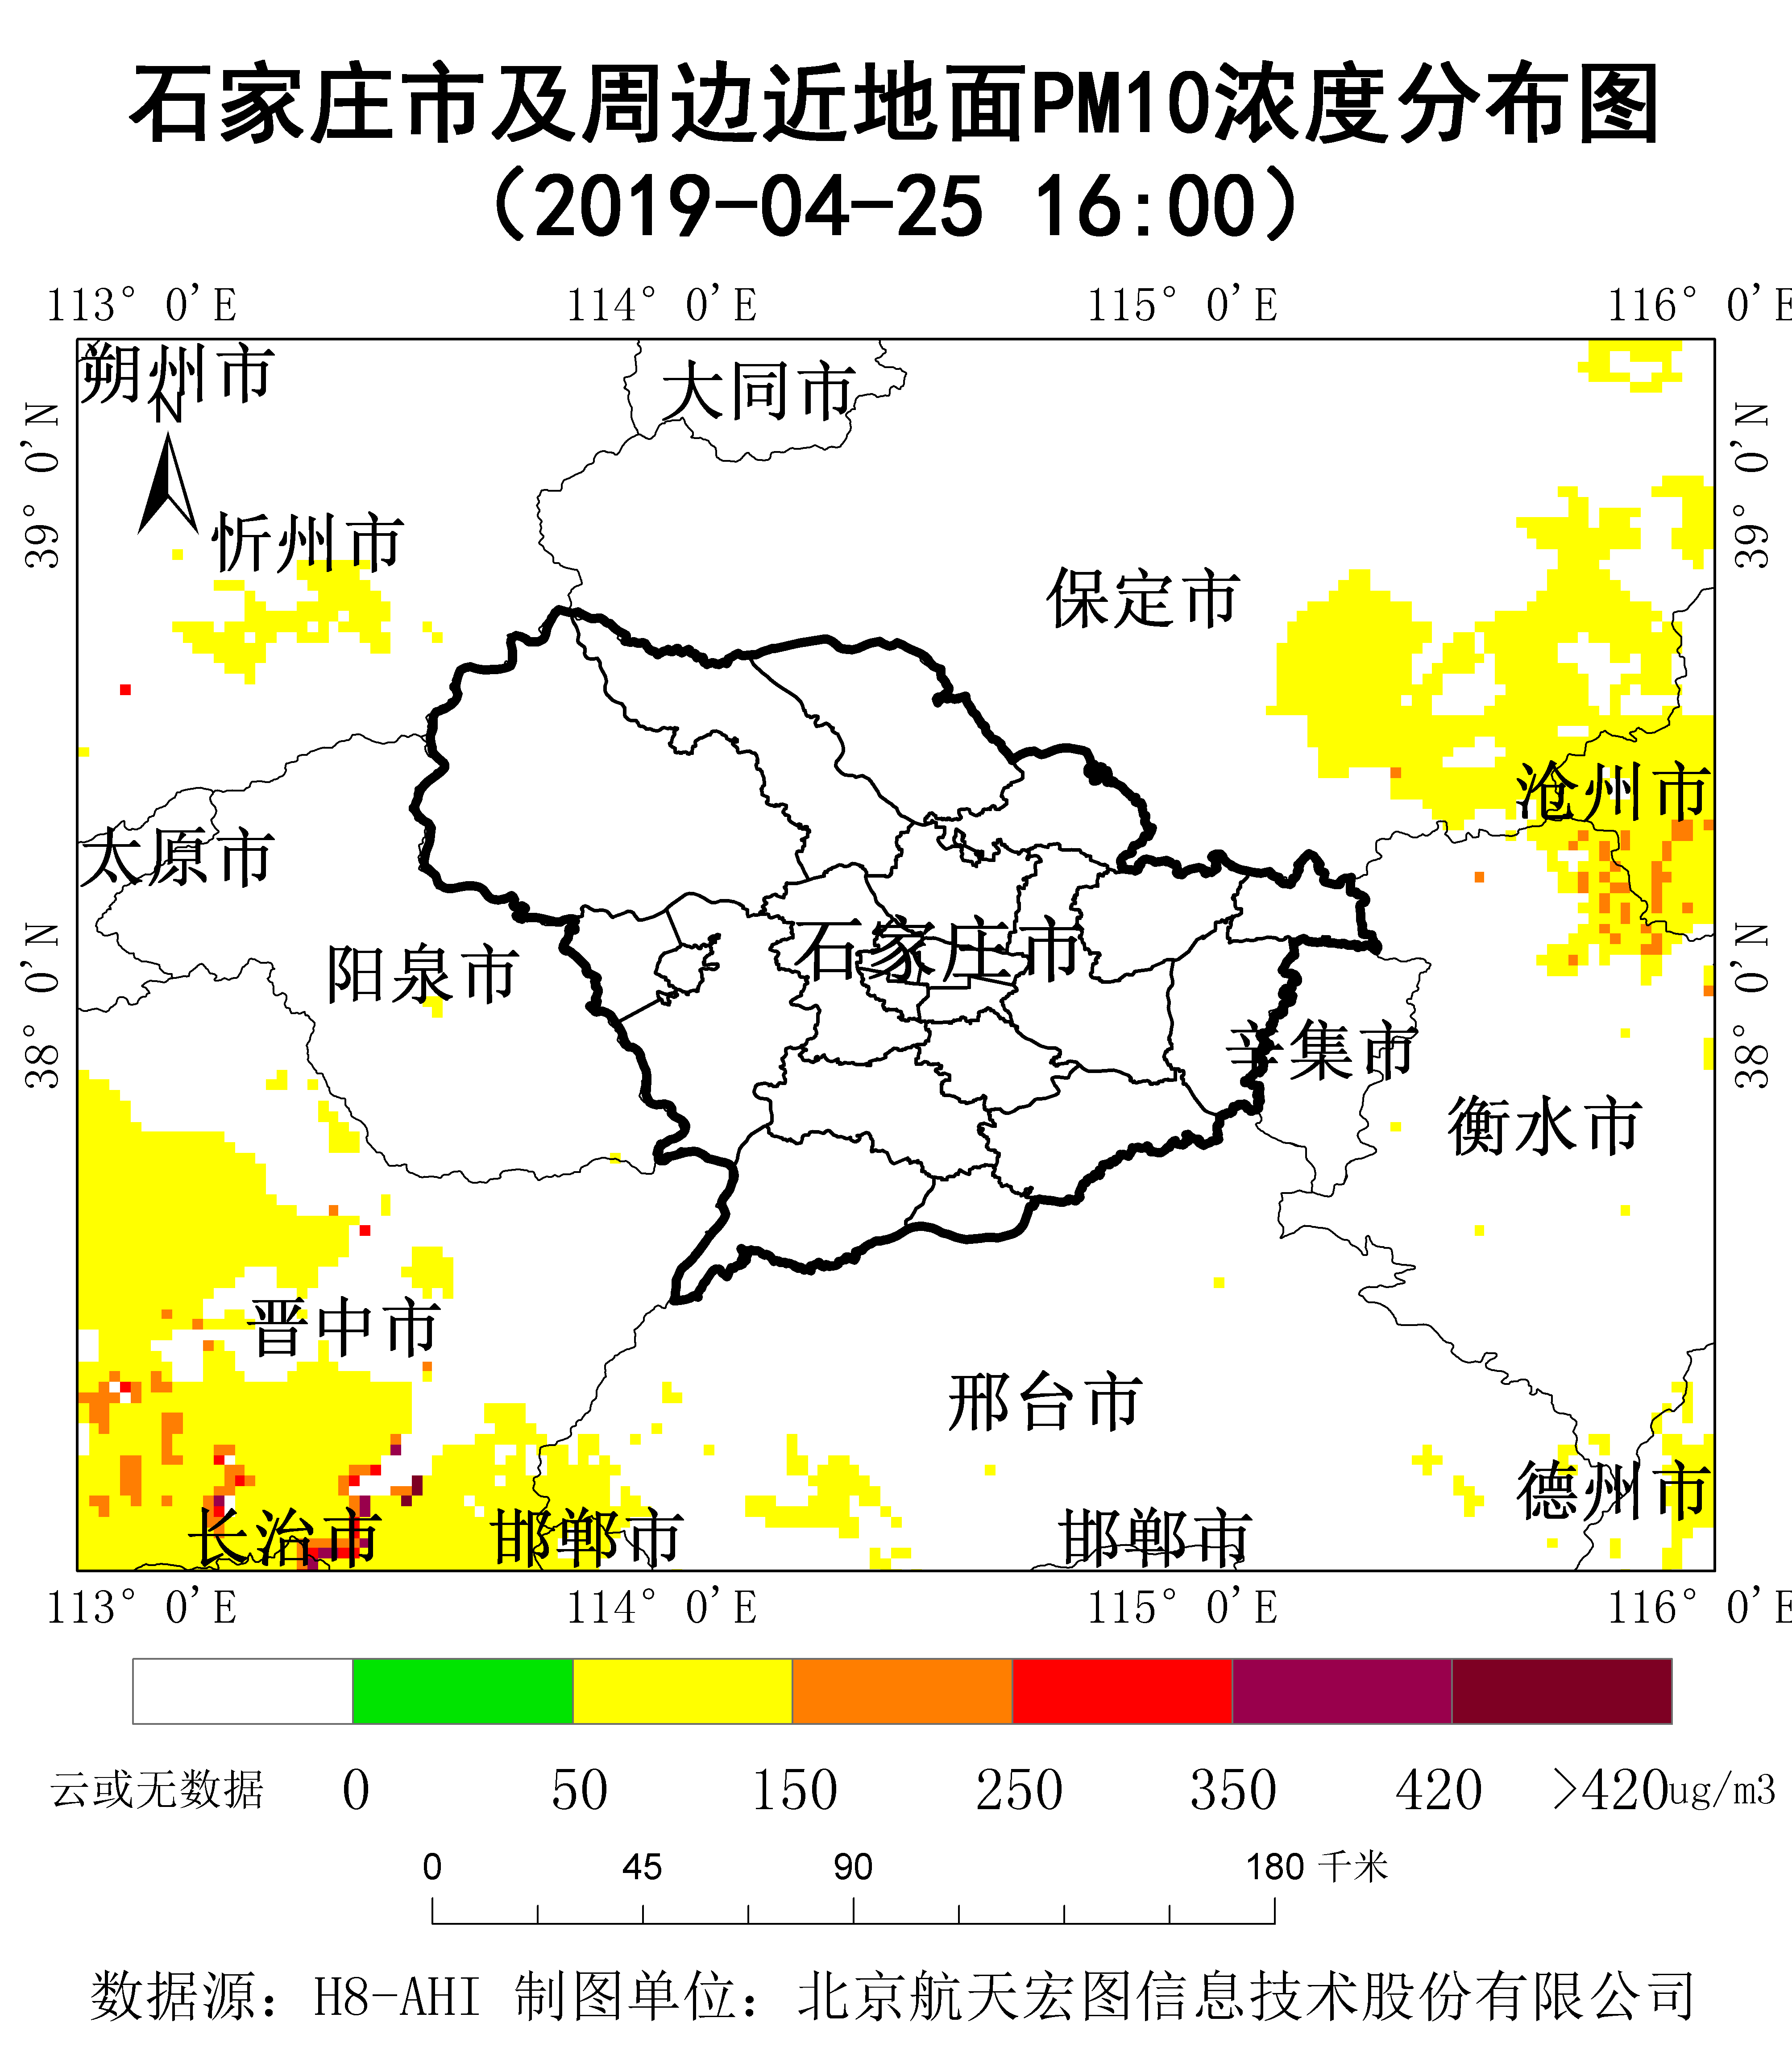 石家庄市及周边近地面PM10浓度分布图
（2019-04-25 16:00）
113° 0'E 114° 0'E 115° 0'E 116° 0'E
朔州市
大同市
N
39° 0'N
39° 0'N
忻州市
保定市
沧州市
太原市
石家庄市
阳泉市
38° 0'N
38° 0'N
辛集市
衡水市
晋中市
邢台市
德州市
长治市
邯郸市
邯郸市
113° 0'E 114° 0'E 115° 0'E 116° 0'E
云或无数据 0 50 150 250 350 420 >420ug/m3
0 45 90 180 千米
数据源：H8-AHI 制图单位：北京航天宏图信息技术股份有限公司